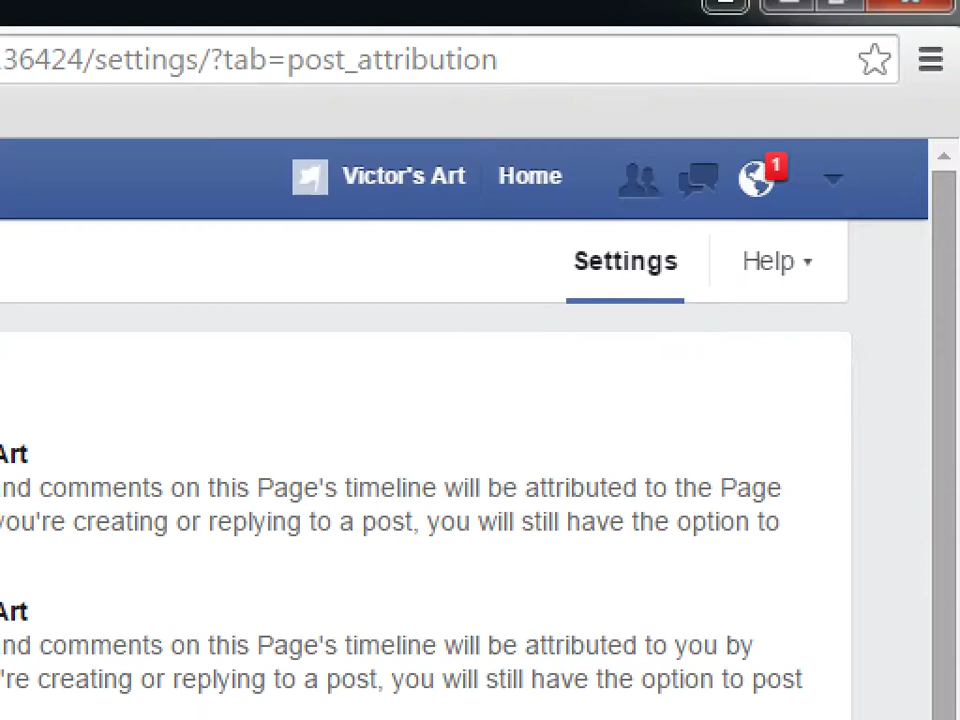 36424/settings/?tab=post_attribution
Victor's Art Home 1
Settings Help
Art
nd comments on this Page's timeline will be attributed to the Page
you're creating or replying to a post, you will still have the option to
Art
nd comments on this Page's timeline will be attributed to you by
're creating or replying to a post, you will still have the option to post